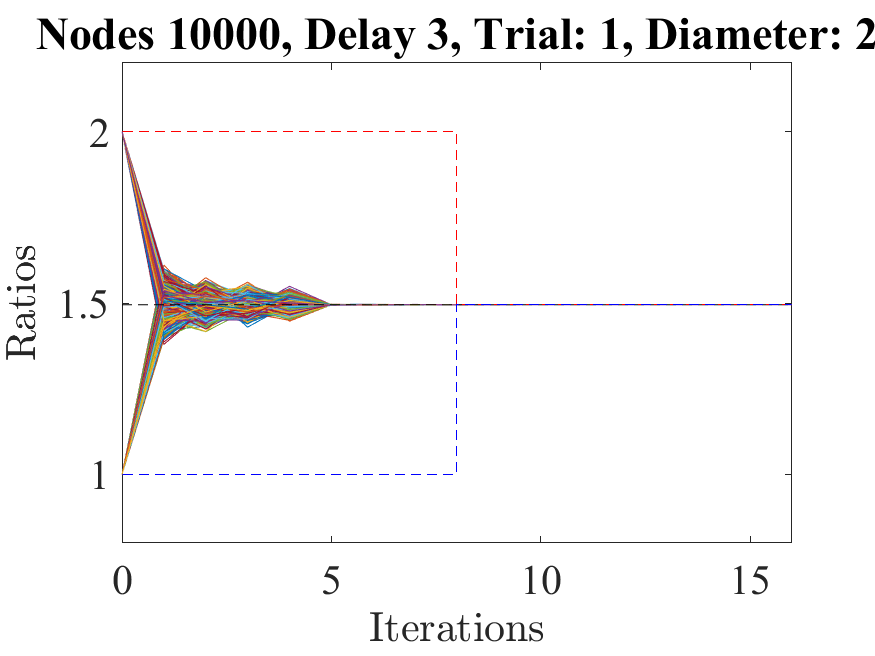 Nodes 10000, Delay 3, Trial: 1, Diameter: 2
Ratios
2
1.5
1
0 5 10 15
Iterations